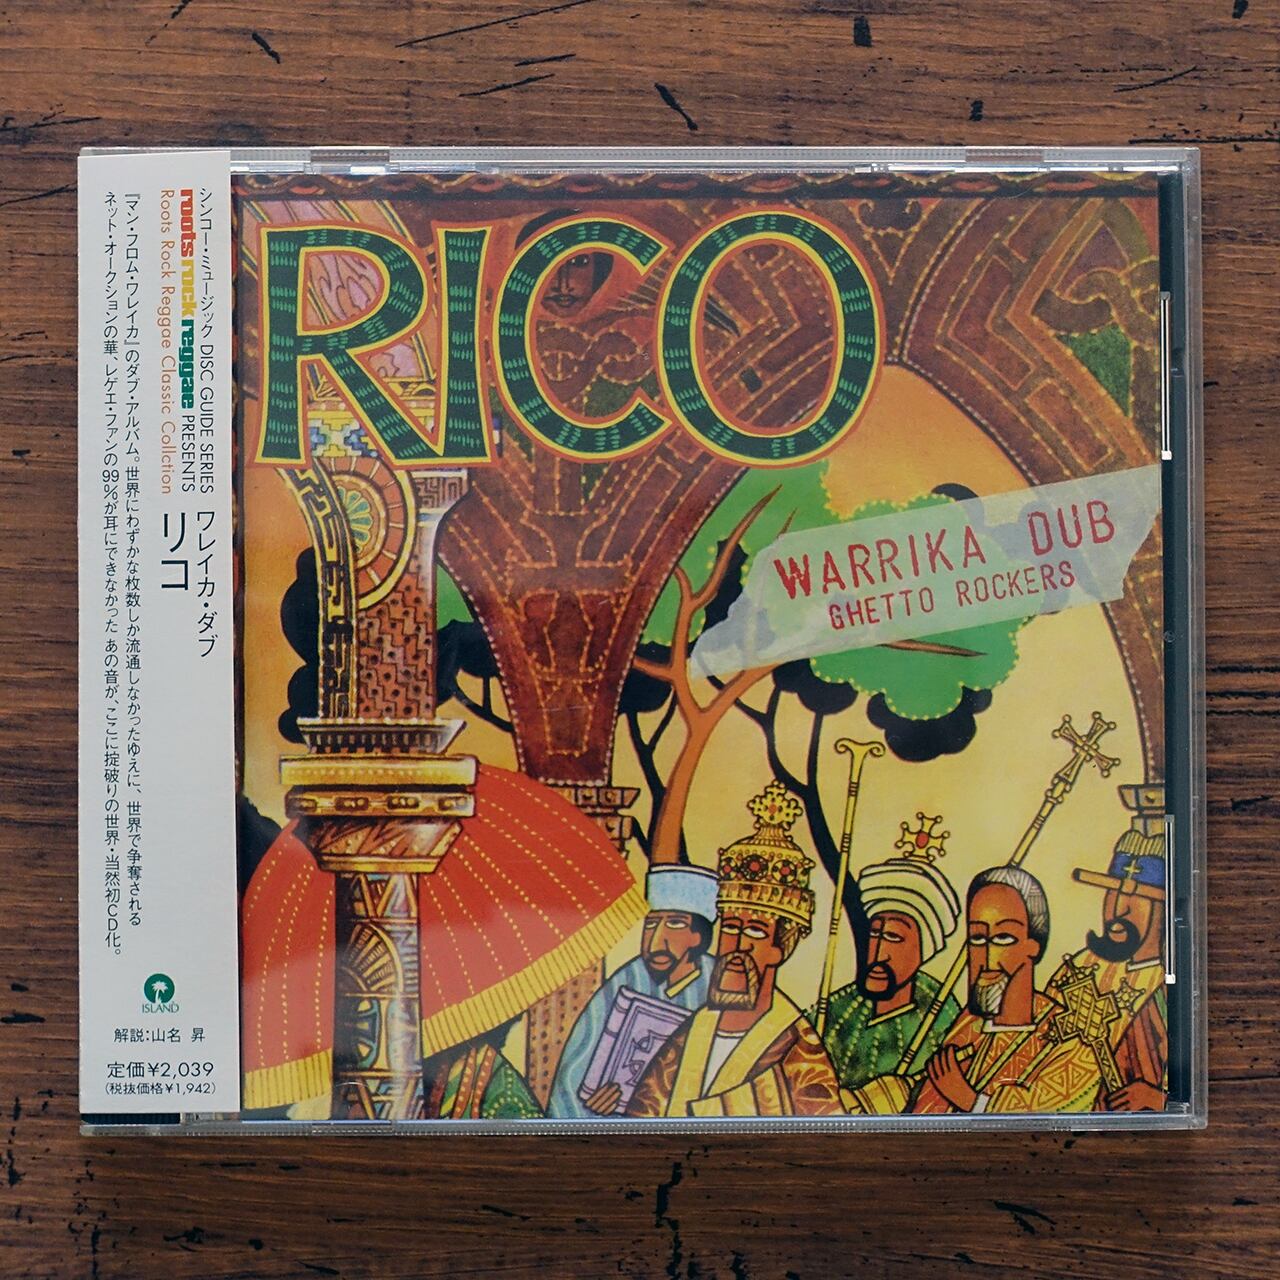 シンコー・ミュージック DISC GUIDE SERIES
roots rock reggae PRESENTS
Roots Rock Reggae Classic Collction
ワレイカ・ダブ
リコ
『マン・フロム・ワレイカ』のダブ・アルバム。世界にわずかな枚数しか流通しなかったゆえに、世界で争奪される
ネット・オークションの華、レゲエ・ファンの99%が耳にできなかった あの音が、ここに掟破りの世界・当然初CD化。
ISLAND
解説:山名 昇
定価¥2,039
(税抜価格¥1,942)
RICO
WARRIKA DUB
GHETTO ROCKERS